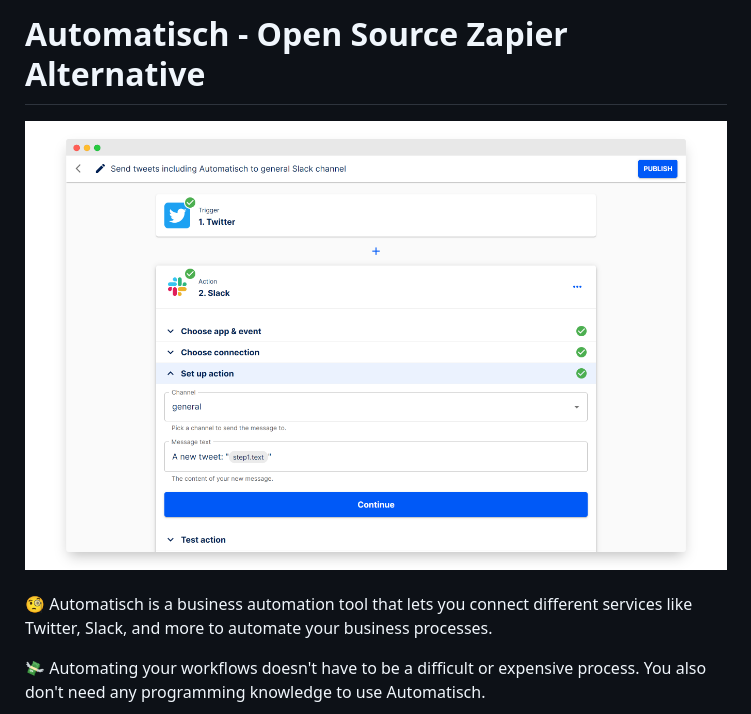 Automatisch - Open Source Zapier
Alternative
Send tweets including Automatisch to general Slack channel
PUBLISH
Trigger
1. Twitter
+
Action
2. Slack
...
Choose app & event
Choose connection
Set up action
Channel
general
Pick a channel to send the message to.
Message text
A new tweet: "step1.text"
The content of your new message.
Continue
Test action
🧐 Automatisch is a business automation tool that lets you connect different services like
Twitter, Slack, and more to automate your business processes.
💸 Automating your workflows doesn't have to be a difficult or expensive process. You also
don't need any programming knowledge to use Automatisch.